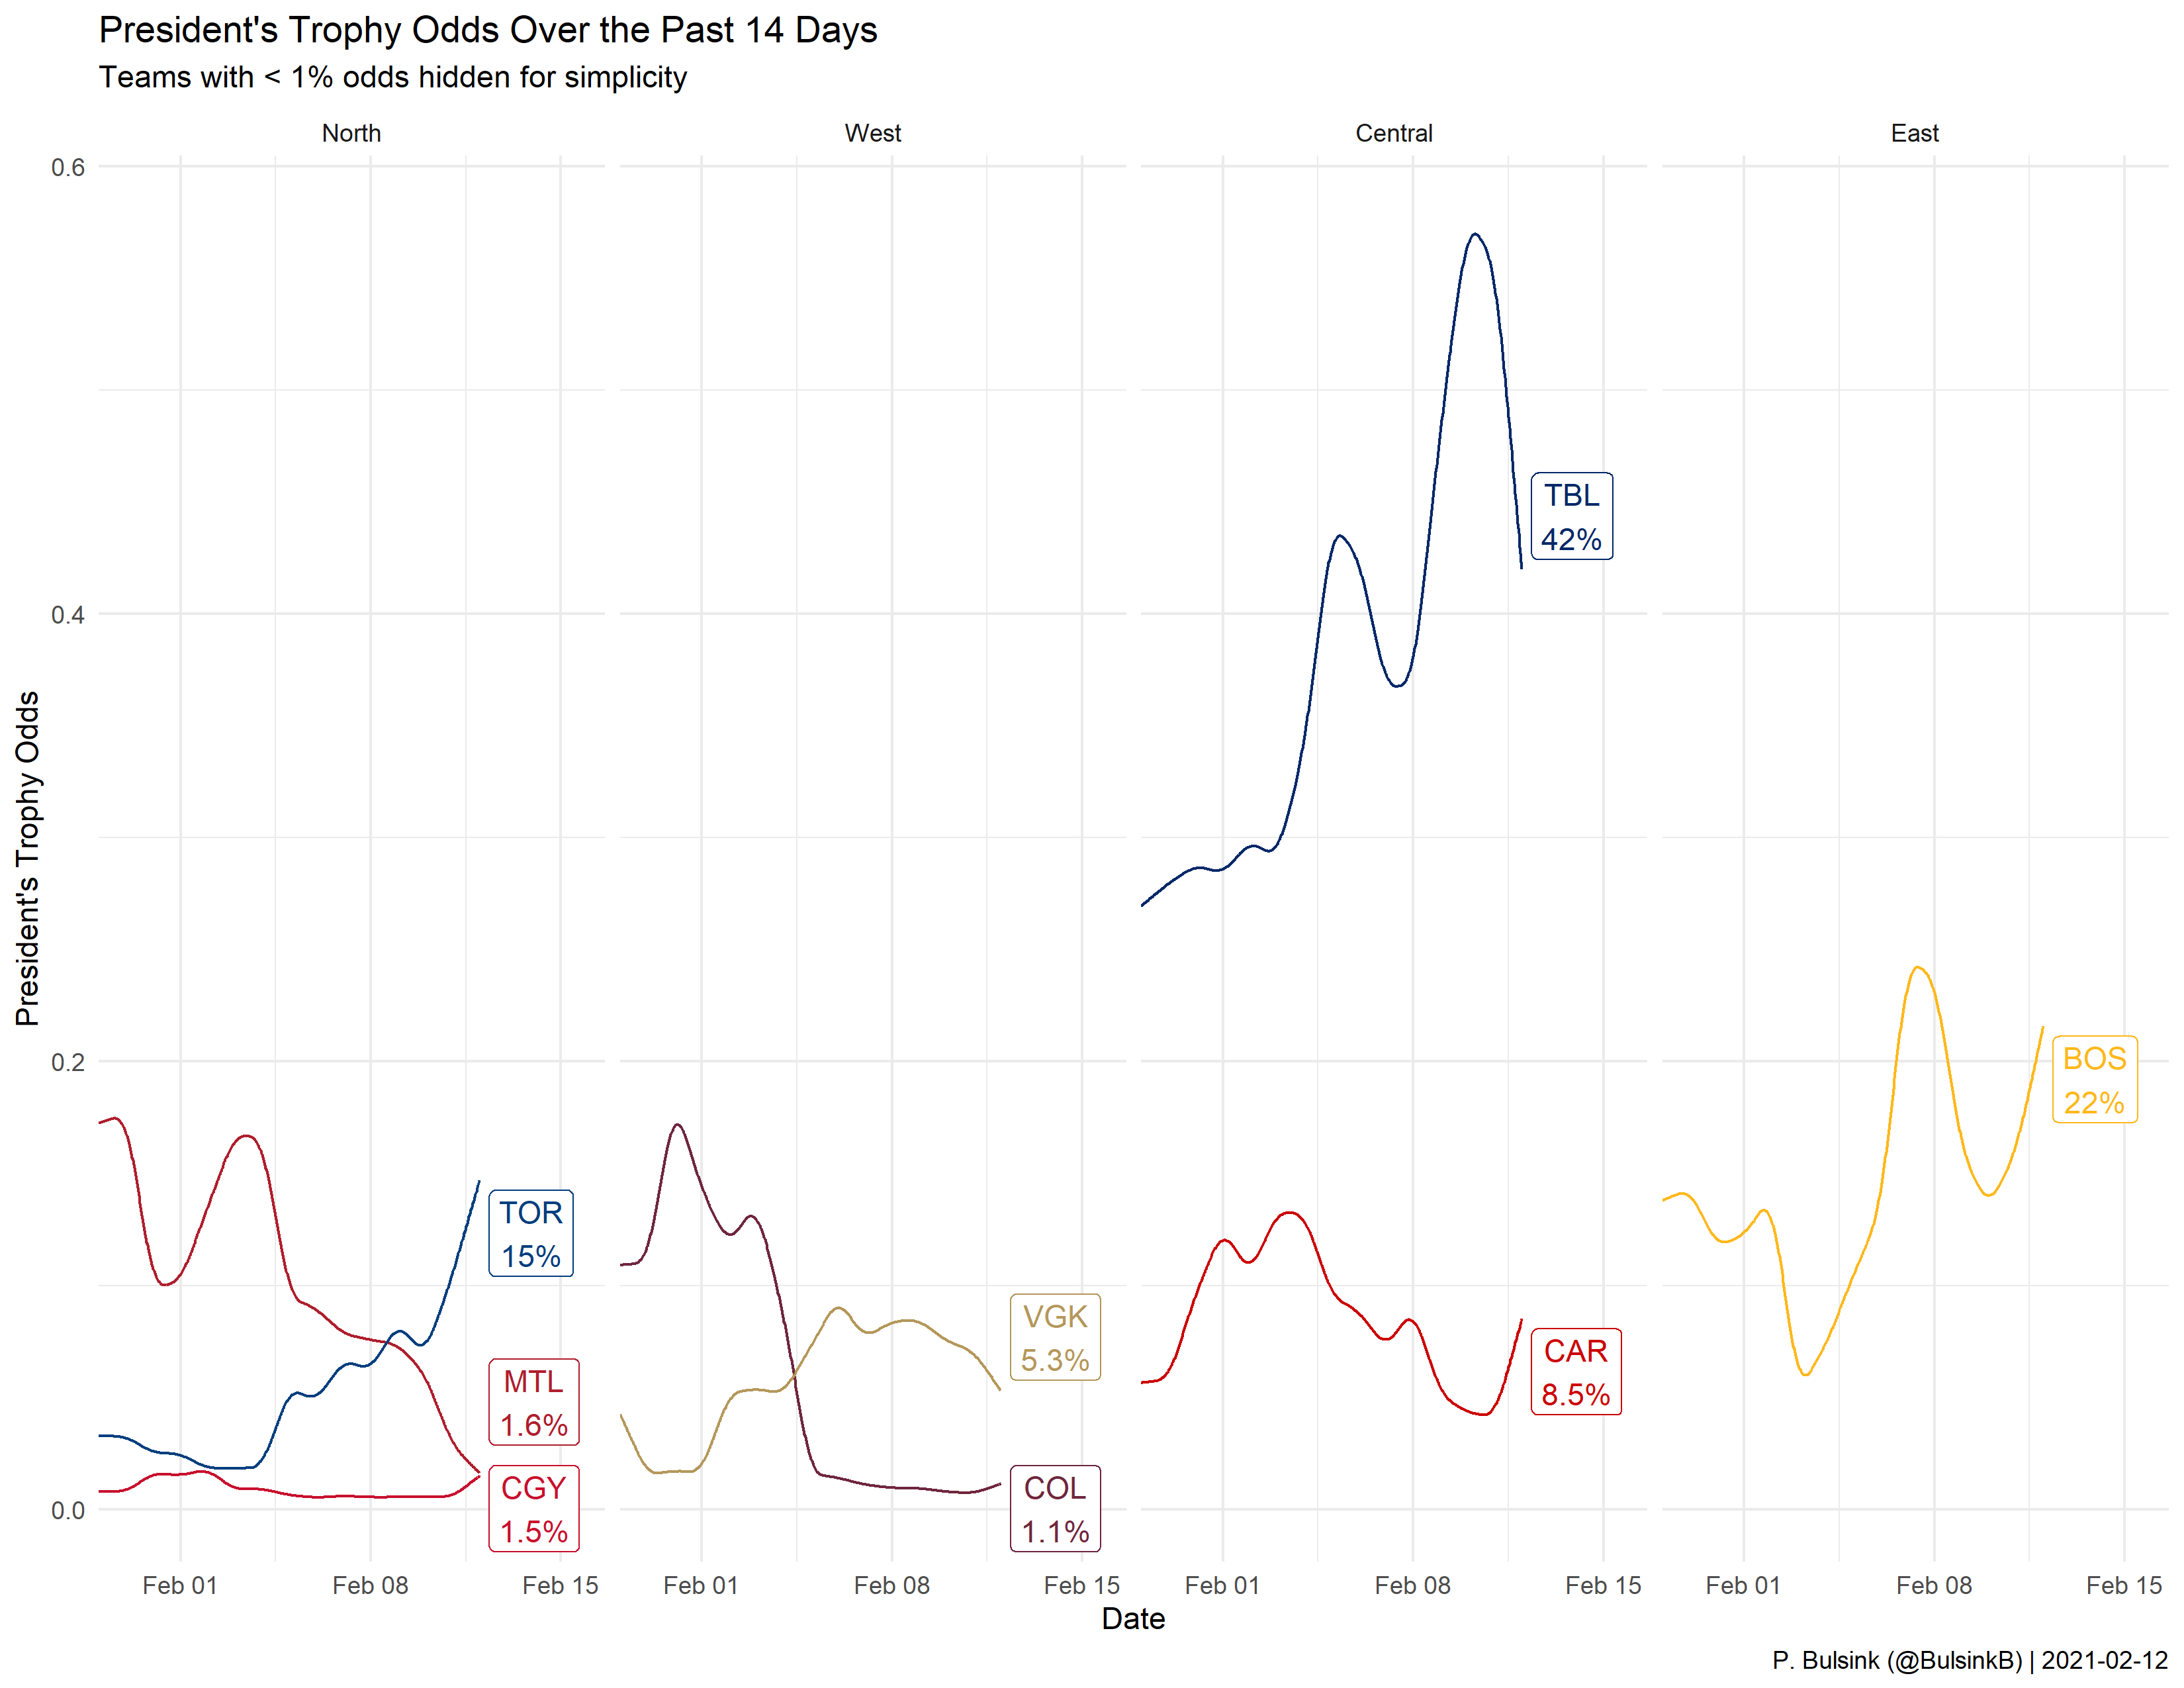 President's Trophy Odds Over the Past 14 Days
Teams with < 1% odds hidden for simplicity
North
West
Central
East
0.6
0.4
0.2
0.0
President's Trophy Odds
TOR
15%
MTL
1.6%
CGY
1.5%
VGK
5.3%
COL
1.1%
TBL
42%
CAR
8.5%
BOS
22%
Feb 01
Feb 08
Feb 15
Feb 01
Feb 08
Feb 15
Feb 01
Feb 08
Feb 15
Feb 01
Feb 08
Feb 15
Date
P. Bulsink (@BulsinkB) | 2021-02-12